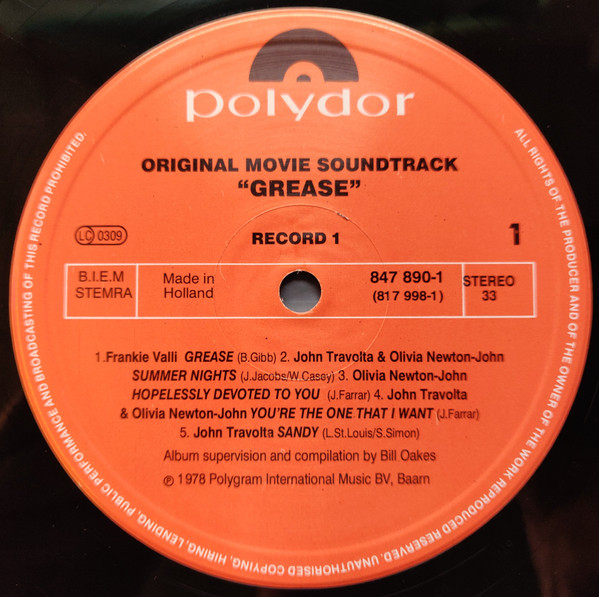 polydor
ORIGINAL MOVIE SOUNDTRACK
“GREASE”
LC 0309
RECORD 1
1
B.I.E.M
STEMRA
Made in
Holland
847 890-1
(817 998-1)
STEREO
33
1.Frankie Valli GREASE (B.Gibb) 2. John Travolta & Olivia Newton-John
SUMMER NIGHTS (J.Jacobs/W.Casey) 3. Olivia Newton-John
HOPELESSLY DEVOTED TO YOU (J.Farrar) 4. John Travolta
& Olivia Newton-John YOU'RE THE ONE THAT I WANT (J.Farrar)
5. John Travolta SANDY (L.St.Louis/S.Simon)
Album supervision and compilation by Bill Oakes
℗ 1978 Polygram International Music BV, Baarn
ALL RIGHTS OF THE PRODUCER AND OF THE OWNER OF THE WORK REPRODUCED RESERVED. UNAUTHORISED COPYING, HIRING, LENDING, PUBLIC PERFORMANCE AND BROADCASTING OF THIS RECORD PROHIBITED.